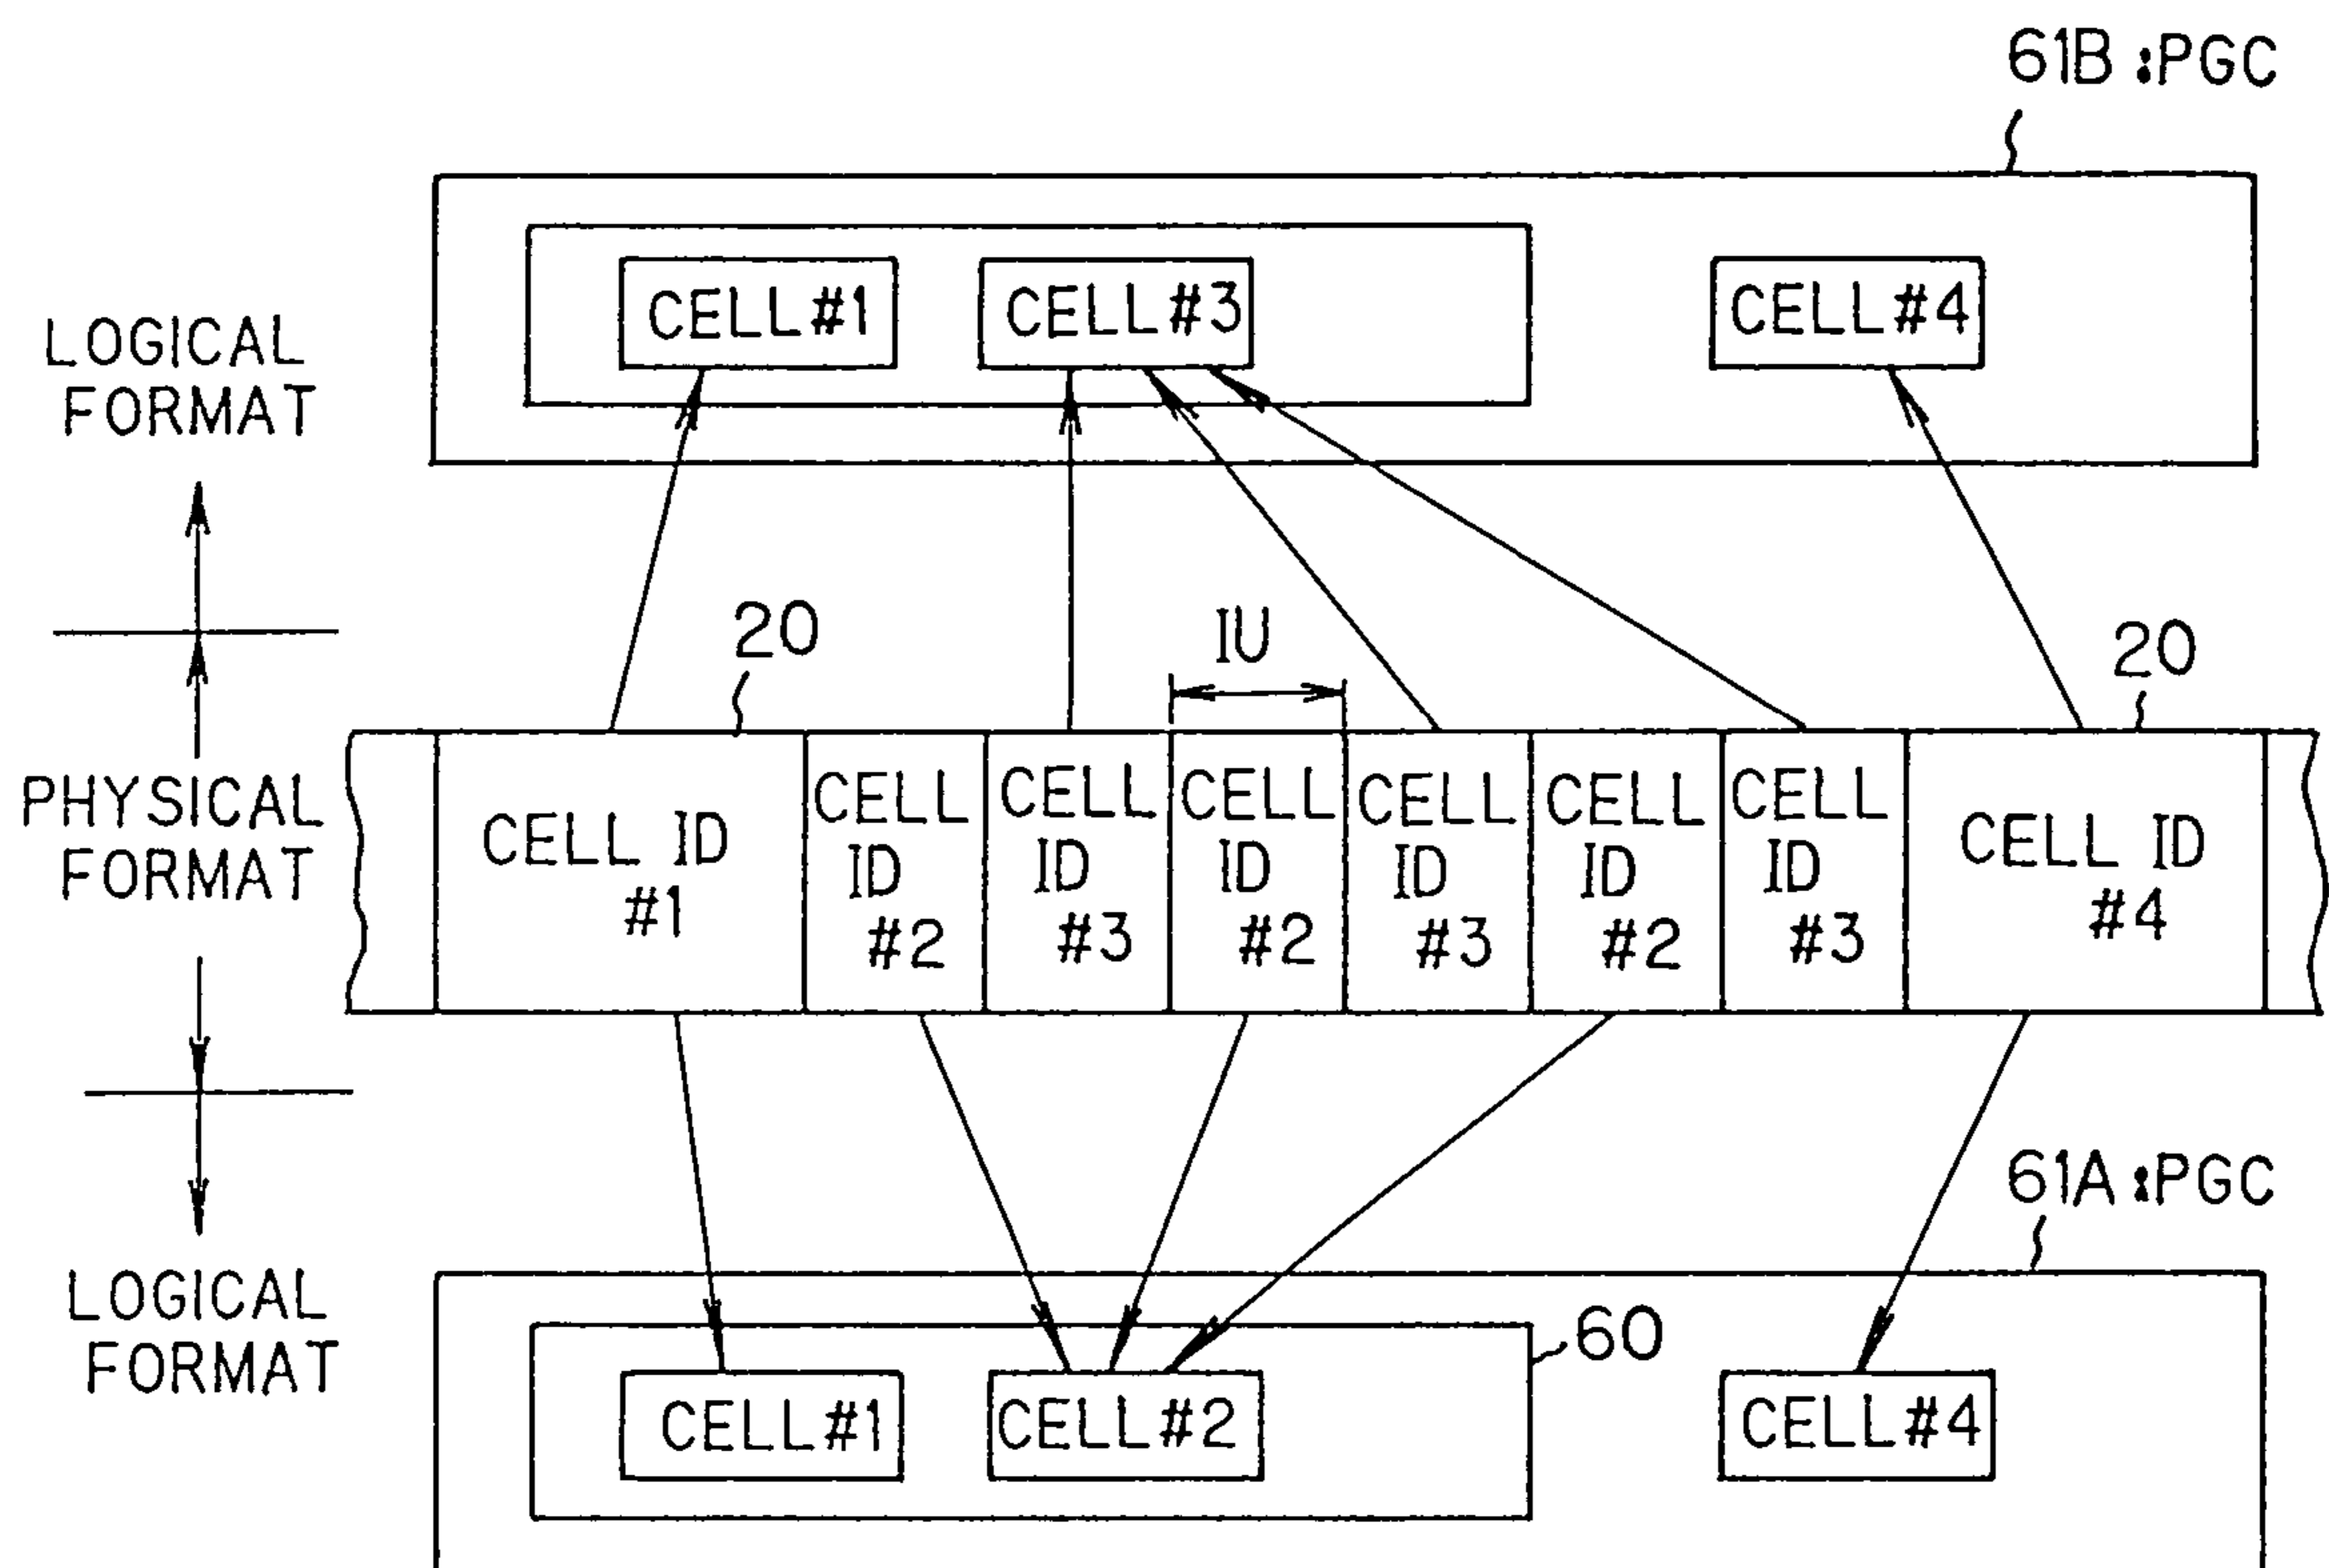 61B :PGC
CELL#1
CELL#3
CELL#4
LOGICAL
FORMAT
20
IU
20
PHYSICAL
FORMAT
CELL ID
#1
CELL
ID
#2
CELL
ID
#3
CELL
ID
#2
CELL
ID
#3
CELL
ID
#2
CELL
ID
#3
CELL ID
#4
61A :PGC
LOGICAL
FORMAT
60
CELL#1
CELL#2
CELL#4